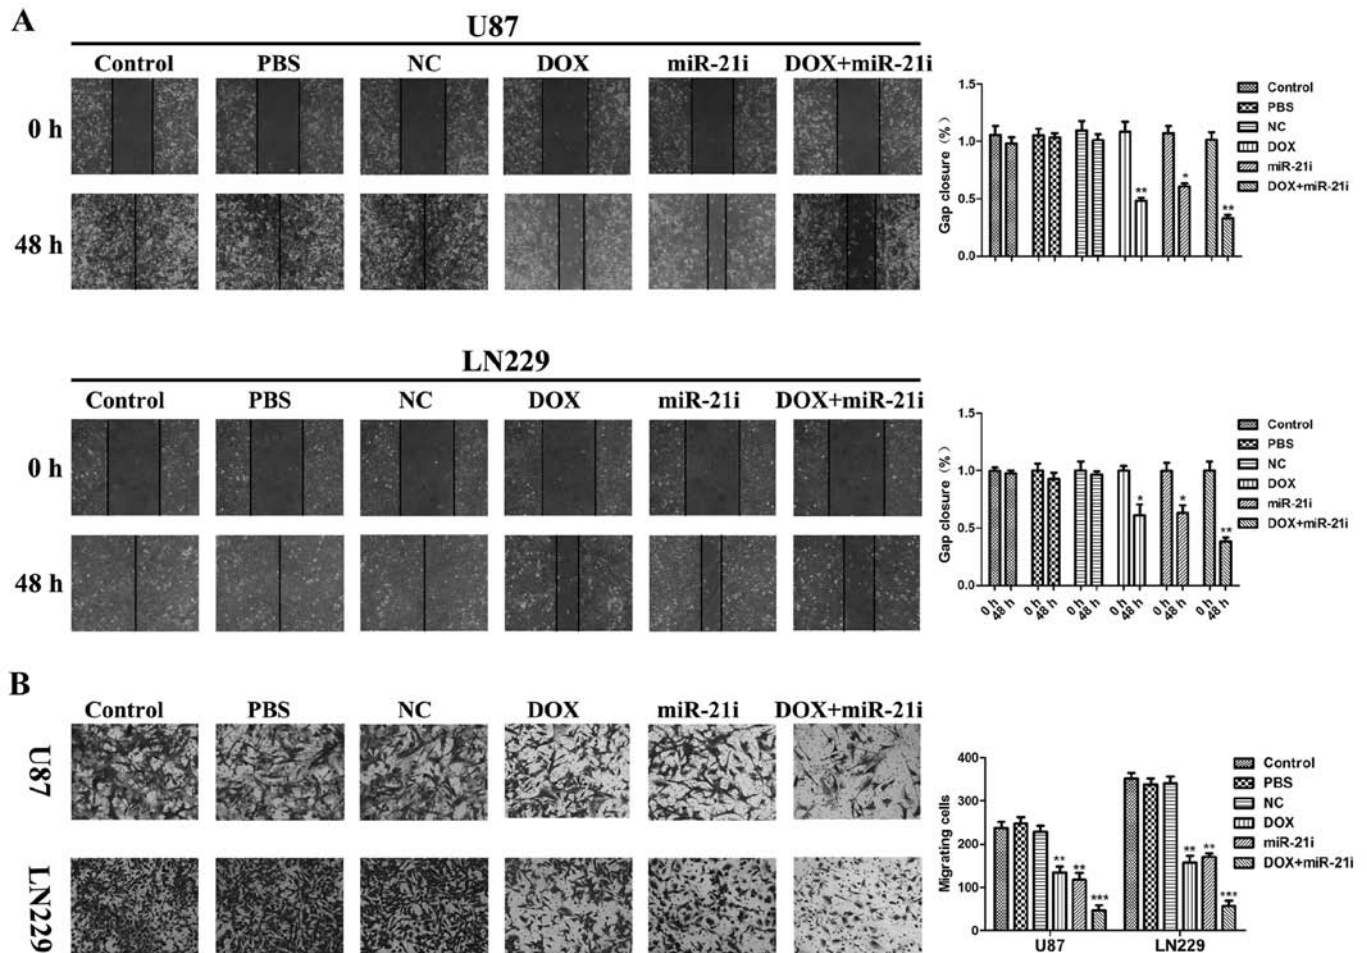 A
U87
Control PBS NC DOX miR-21i DOX+miR-21i
0 h
48 h
1.5
1.0
0.5
0.0
Gap closure (%)
** * **
Control
PBS
NC
DOX
miR-21i
DOX+miR-21i
LN229
Control PBS NC DOX miR-21i DOX+miR-21i
0 h
48 h
1.5
1.0
0.5
0.0
Gap closure (%)
* * **
0 h 48 h 0 h 48 h 0 h 48 h 0 h 48 h 0 h 48 h 0 h 48 h
Control
PBS
NC
DOX
miR-21i
DOX+miR-21i
B
Control PBS NC DOX miR-21i DOX+miR-21i
U87
LN229
400
300
200
100
0
Migrating cells
** ** *** ** ** ***
U87 LN229
Control
PBS
NC
DOX
miR-21i
DOX+miR-21i